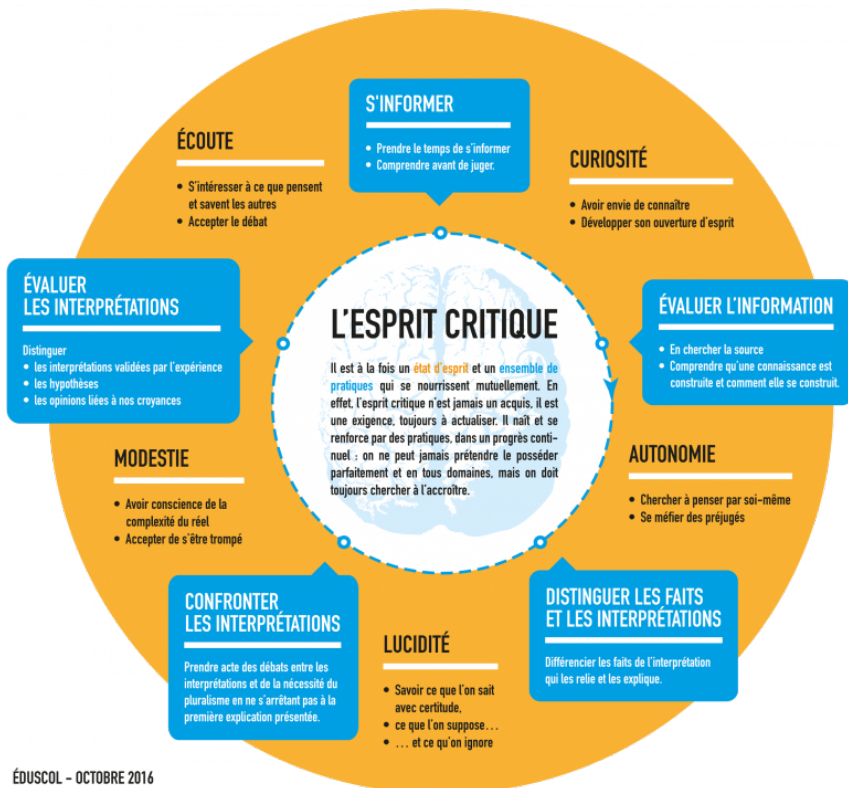 S'INFORMER
• Prendre le temps de s'informer
• Comprendre avant de juger.
ÉCOUTE
• S'intéresser à ce que pensent
et savent les autres
• Accepter le débat
CURIOSITÉ
• Avoir envie de connaître
• Développer son ouverture d'esprit
ÉVALUER
LES INTERPRÉTATIONS
Distinguer
• les interprétations validées par l'expérience
• les hypothèses
• les opinions liées à nos croyances
ÉVALUER L'INFORMATION
• En chercher la source
• Comprendre qu'une connaissance est
construite et comment elle se construit.
L'ESPRIT CRITIQUE
Il est à la fois un état d'esprit et un ensemble de
pratiques qui se nourrissent mutuellement. En
effet, l'esprit critique n'est jamais un acquis, il est
une exigence, toujours à actualiser. Il naît et se
renforce par des pratiques, dans un progrès conti-
nuel : on ne peut jamais prétendre le posséder
parfaitement et en tous domaines, mais on doit
toujours chercher à l'accroître.
MODESTIE
• Avoir conscience de la
complexité du réel
• Accepter de s'être trompé
AUTONOMIE
• Chercher à penser par soi-même
• Se méfier des préjugés
CONFRONTER
LES INTERPRÉTATIONS
Prendre acte des débats entre les
interprétations et de la nécessité du
pluralisme en ne s'arrêtant pas à la
première explication présentée.
LUCIDITÉ
• Savoir ce que l'on sait
avec certitude,
• ce que l'on suppose...
• ... et ce qu'on ignore
DISTINGUER LES FAITS
ET LES INTERPRÉTATIONS
Différencier les faits de l'interprétation
qui les relie et les explique.
ÉDUSCOL - OCTOBRE 2016